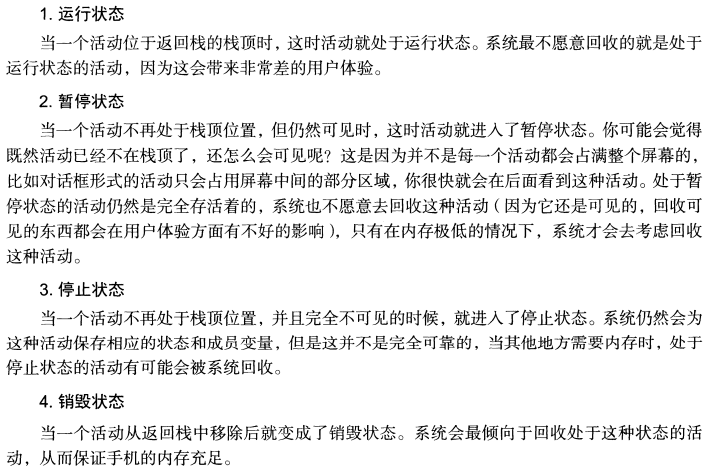 1. 运行状态
当一个活动位于返回栈的栈顶时，这时活动就处于运行状态。系统最不愿意回收的就是处于
运行状态的活动，因为这会带来非常差的用户体验。
2. 暂停状态
当一个活动不再处于栈顶位置，但仍然可见时，这时活动就进入了暂停状态。你可能会觉得
既然活动已经不在栈顶了，还怎么会可见呢？这是因为并不是每一个活动都会占满整个屏幕的，
比如对话框形式的活动只会占用屏幕中间的部分区域，你很快就会在后面看到这种活动。处于暂
停状态的活动仍然是完全存活着的，系统也不愿意去回收这种活动（因为它还是可见的，回收可
见的东西都会在用户体验方面有不好的影响），只有在内存极低的情况下，系统才会去考虑回收
这种活动。
3. 停止状态
当一个活动不再处于栈顶位置，并且完全不可见的时候，就进入了停止状态。系统仍然会为
这种活动保存相应的状态和成员变量，但是这并不是完全可靠的，当其他地方需要内存时，处于
停止状态的活动有可能会被系统回收。
4. 销毁状态
当一个活动从返回栈中移除后就变成了销毁状态。系统会最倾向于回收处于这种状态的活
动，从而保证手机的内存充足。